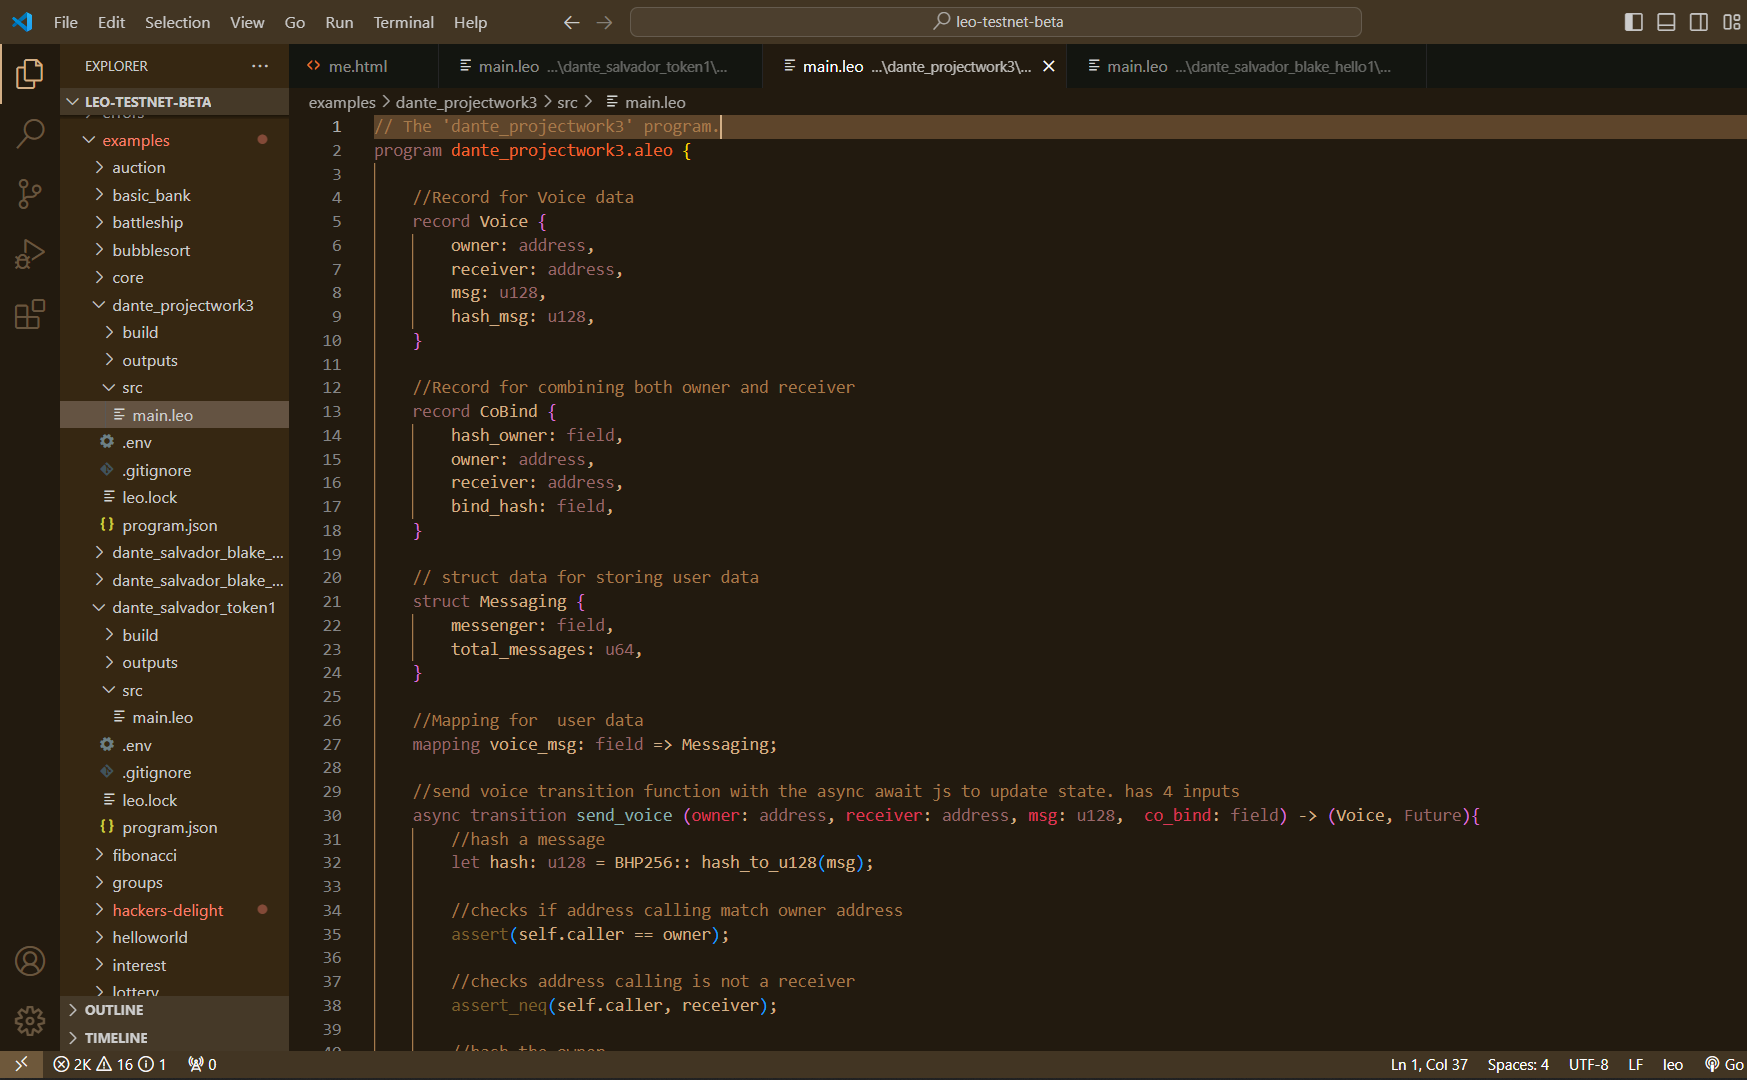 File Edit Selection View Go Run Terminal Help
leo-testnet-beta
EXPLORER
LEO-TESTNET-BETA
errors
examples
auction
basic_bank
battleship
bubblesort
core
dante_projectwork3
build
outputs
src
main.leo
.env
.gitignore
leo.lock
{} program.json
dante_salvador_blake_...
dante_salvador_blake_...
dante_salvador_token1
build
outputs
src
main.leo
.env
.gitignore
leo.lock
{} program.json
fibonacci
groups
hackers-delight
helloworld
interest
lottery
OUTLINE
TIMELINE
<> me.html
main.leo ...\dante_salvador_token1\...
main.leo ...\dante_projectwork3\...
main.leo ...\dante_salvador_blake_hello1\...
examples > dante_projectwork3 > src > main.leo
1 // The 'dante_projectwork3' program.
2 program dante_projectwork3.aleo {
3
4 //Record for Voice data
5 record Voice {
6 owner: address,
7 receiver: address,
8 msg: u128,
9 hash_msg: u128,
10 }
11
12 //Record for combining both owner and receiver
13 record CoBind {
14 hash_owner: field,
15 owner: address,
16 receiver: address,
17 bind_hash: field,
18 }
19
20 // struct data for storing user data
21 struct Messaging {
22 messenger: field,
23 total_messages: u64,
24 }
25
26 //Mapping for  user data
27 mapping voice_msg: field => Messaging;
28
29 //send voice transition function with the async await js to update state. has 4 inputs
30 async transition send_voice (owner: address, receiver: address, msg: u128,  co_bind: field) -> (Voice, Future){
31 //hash a message
32 let hash: u128 = BHP256:: hash_to_u128(msg);
33
34 //checks if address calling match owner address
35 assert(self.caller == owner);
36
37 //checks address calling is not a receiver
38 assert_neq(self.caller, receiver);
39
40 //hash the owner
2K 16 1 0
Ln 1, Col 37 Spaces: 4 UTF-8 LF leo Go